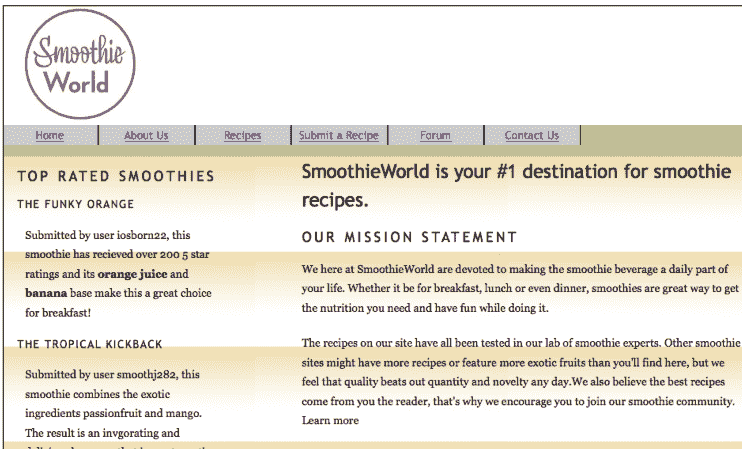 Smoothie
World
Home About Us Recipes Submit a Recipe Forum Contact Us
TOP RATED SMOOTHIES
THE FUNKY ORANGE
Submitted by user iosborn22, this
smoothie has recieved over 200 5 star
ratings and its orange juice and
banana base make this a great choice
for breakfast!
THE TROPICAL KICKBACK
Submitted by user smoothj282, this
smoothie combines the exotic
ingredients passionfruit and mango.
The result is an invgorating and
SmoothieWorld is your #1 destination for smoothie
recipes.
OUR MISSION STATEMENT
We here at SmoothieWorld are devoted to making the smoothie beverage a daily part of
your life. Whether it be for breakfast, lunch or even dinner, smoothies are great way to get
the nutrition you need and have fun while doing it.
The recipes on our site have all been tested in our lab of smoothie experts. Other smoothie
sites might have more recipes or feature more exotic fruits than you'll find here, but we
feel that quality beats out quantity and novelty any day.We also believe the best recipes
come from you the reader, that's why we encourage you to join our smoothie community.
Learn more